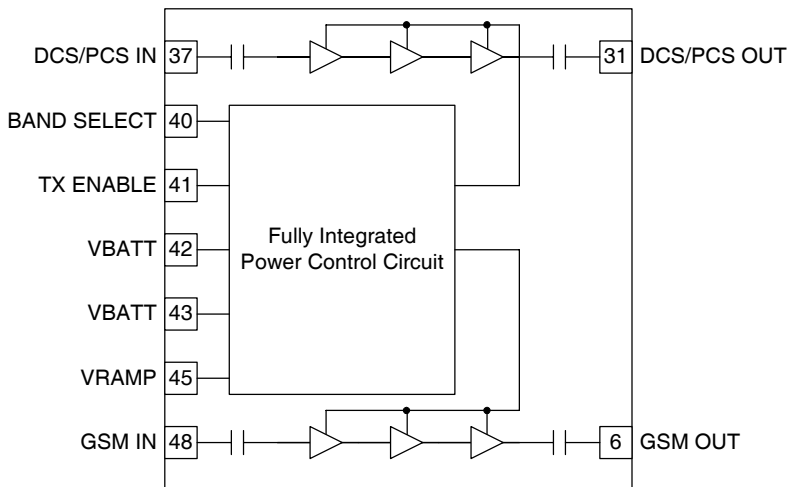 DCS/PCS IN 37 31 DCS/PCS OUT
BAND SELECT 40
TX ENABLE 41
VBATT 42
Fully Integrated
Power Control Circuit
VBATT 43
VRAMP 45
GSM IN 48 6 GSM OUT